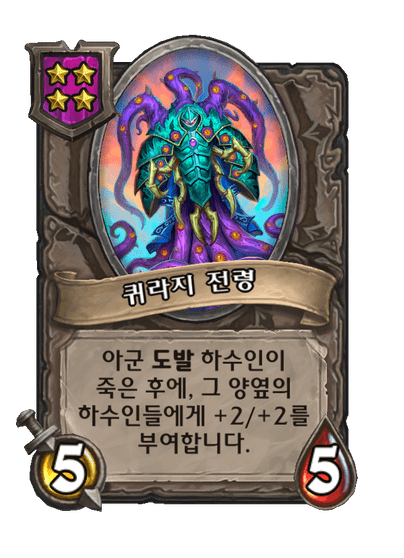 퀴라지 전령
아군 도발 하수인이
죽은 후에, 그 양옆의
하수인들에게 +2/+2를
부여합니다.
5
5